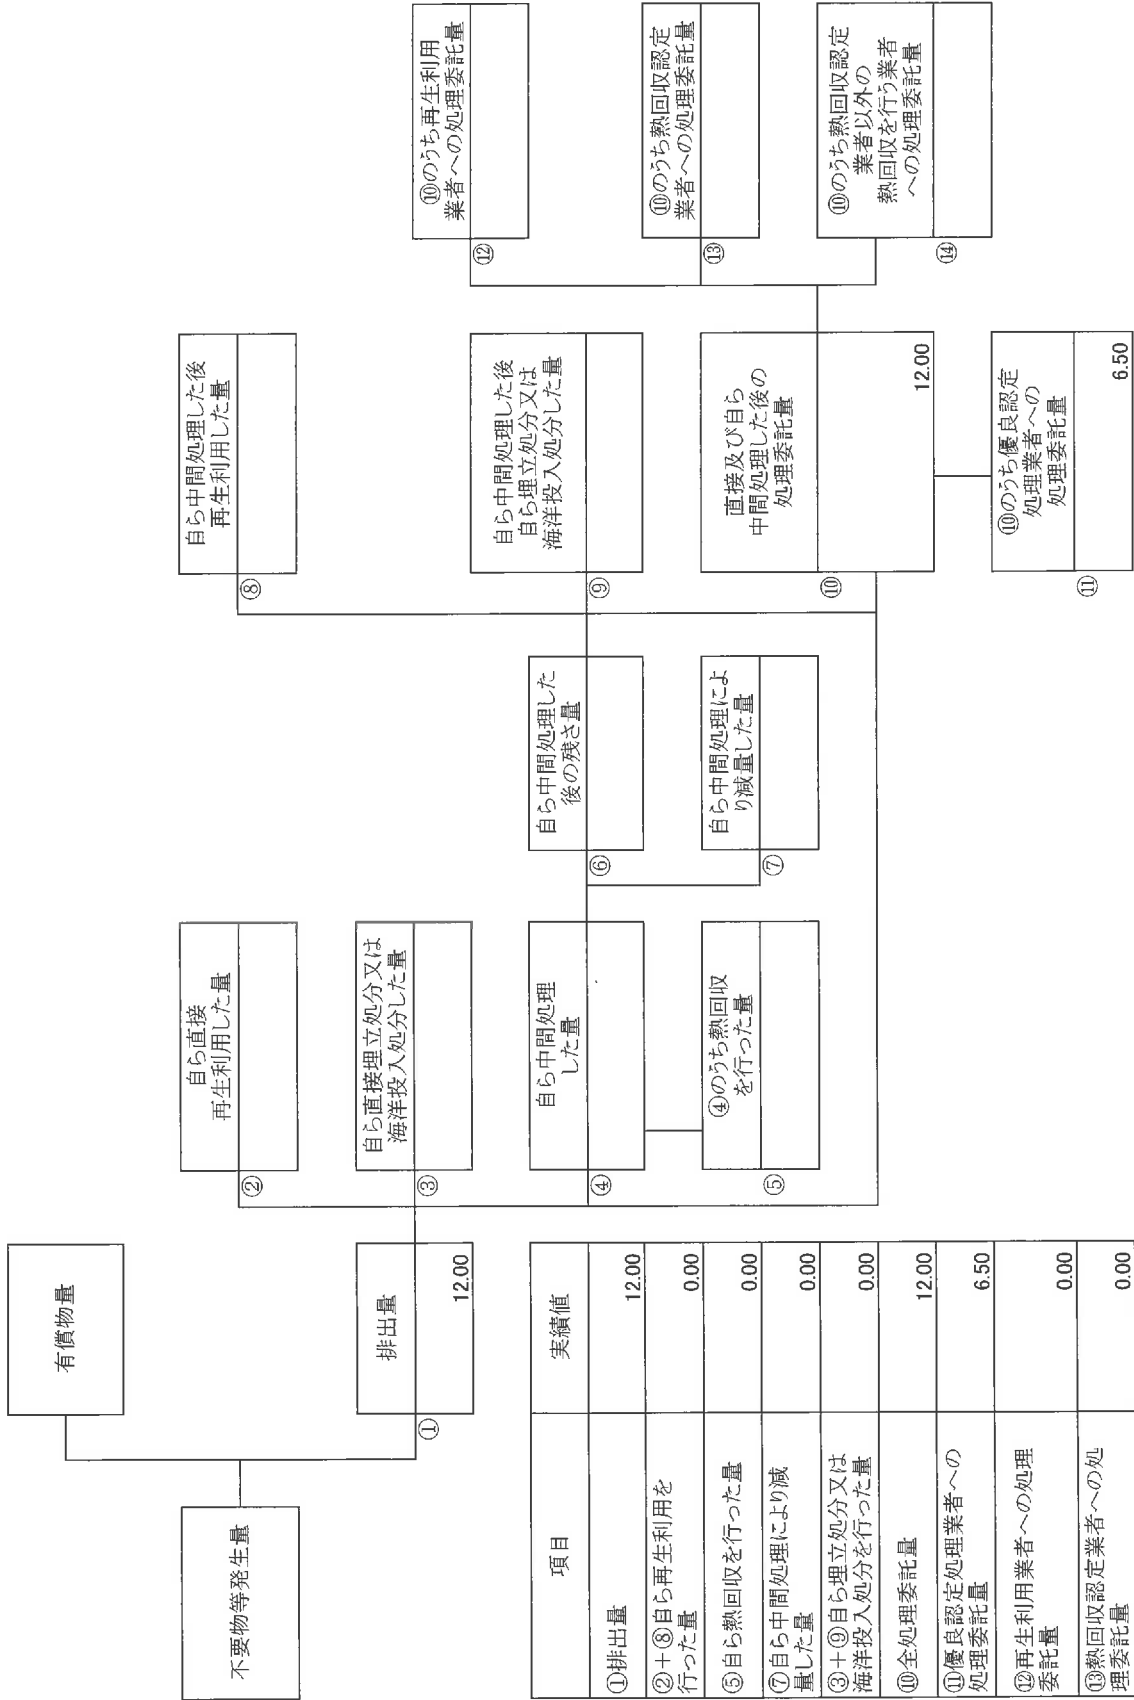 不要物等発生量
有償物量
①
排出量
12.00
②
自ら直接
再生利用した量
③
自ら直接埋立処分又は
海洋投入処分した量
④
自ら中間処理
した量
⑤
④のうち熱回収
を行った量
⑥
自ら中間処理した
後の残さ量
⑦
自ら中間処理によ
り減量した量
⑧
自ら中間処理した後
再生利用した量
⑨
自ら中間処理した後
自ら埋立処分又は
海洋投入処分した量
⑩
直接及び自ら
中間処理した後の
処理委託量
12.00
⑪
⑩のうち優良認定
処理業者への
処理委託量
6.50
⑫
⑩のうち再生利用
業者への処理委託量
⑬
⑩のうち熱回収認定
業者への処理委託量
⑭
⑩のうち熱回収認定
業者以外の
熱回収を行う業者
への処理委託量
項目 実績値
①排出量 12.00
②+⑧自ら再生利用を
行った量 0.00
⑤自ら熱回収を行った量 0.00
⑦自ら中間処理により減
量した量 0.00
③+⑨自ら埋立処分又は
海洋投入処分を行った量 0.00
⑩全処理委託量 12.00
⑪優良認定処理業者への
処理委託量 6.50
⑫再生利用業者への処理
委託量 0.00
⑬熱回収認定業者への処
理委託量 0.00